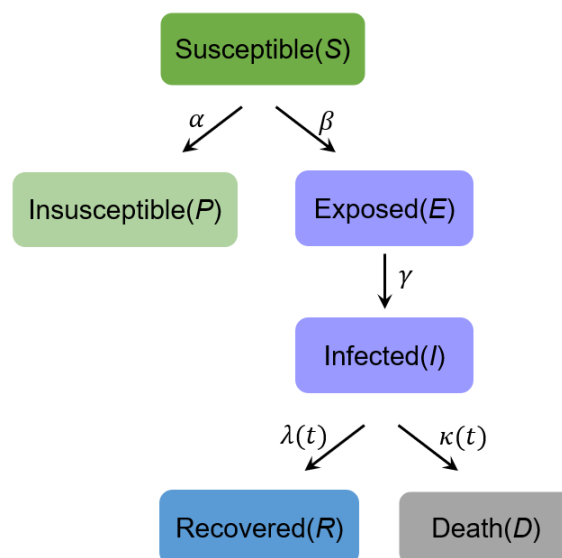 Susceptible(S)
α β
Insusceptible(P) Exposed(E)
γ
Infected(I)
λ(t) κ(t)
Recovered(R) Death(D)